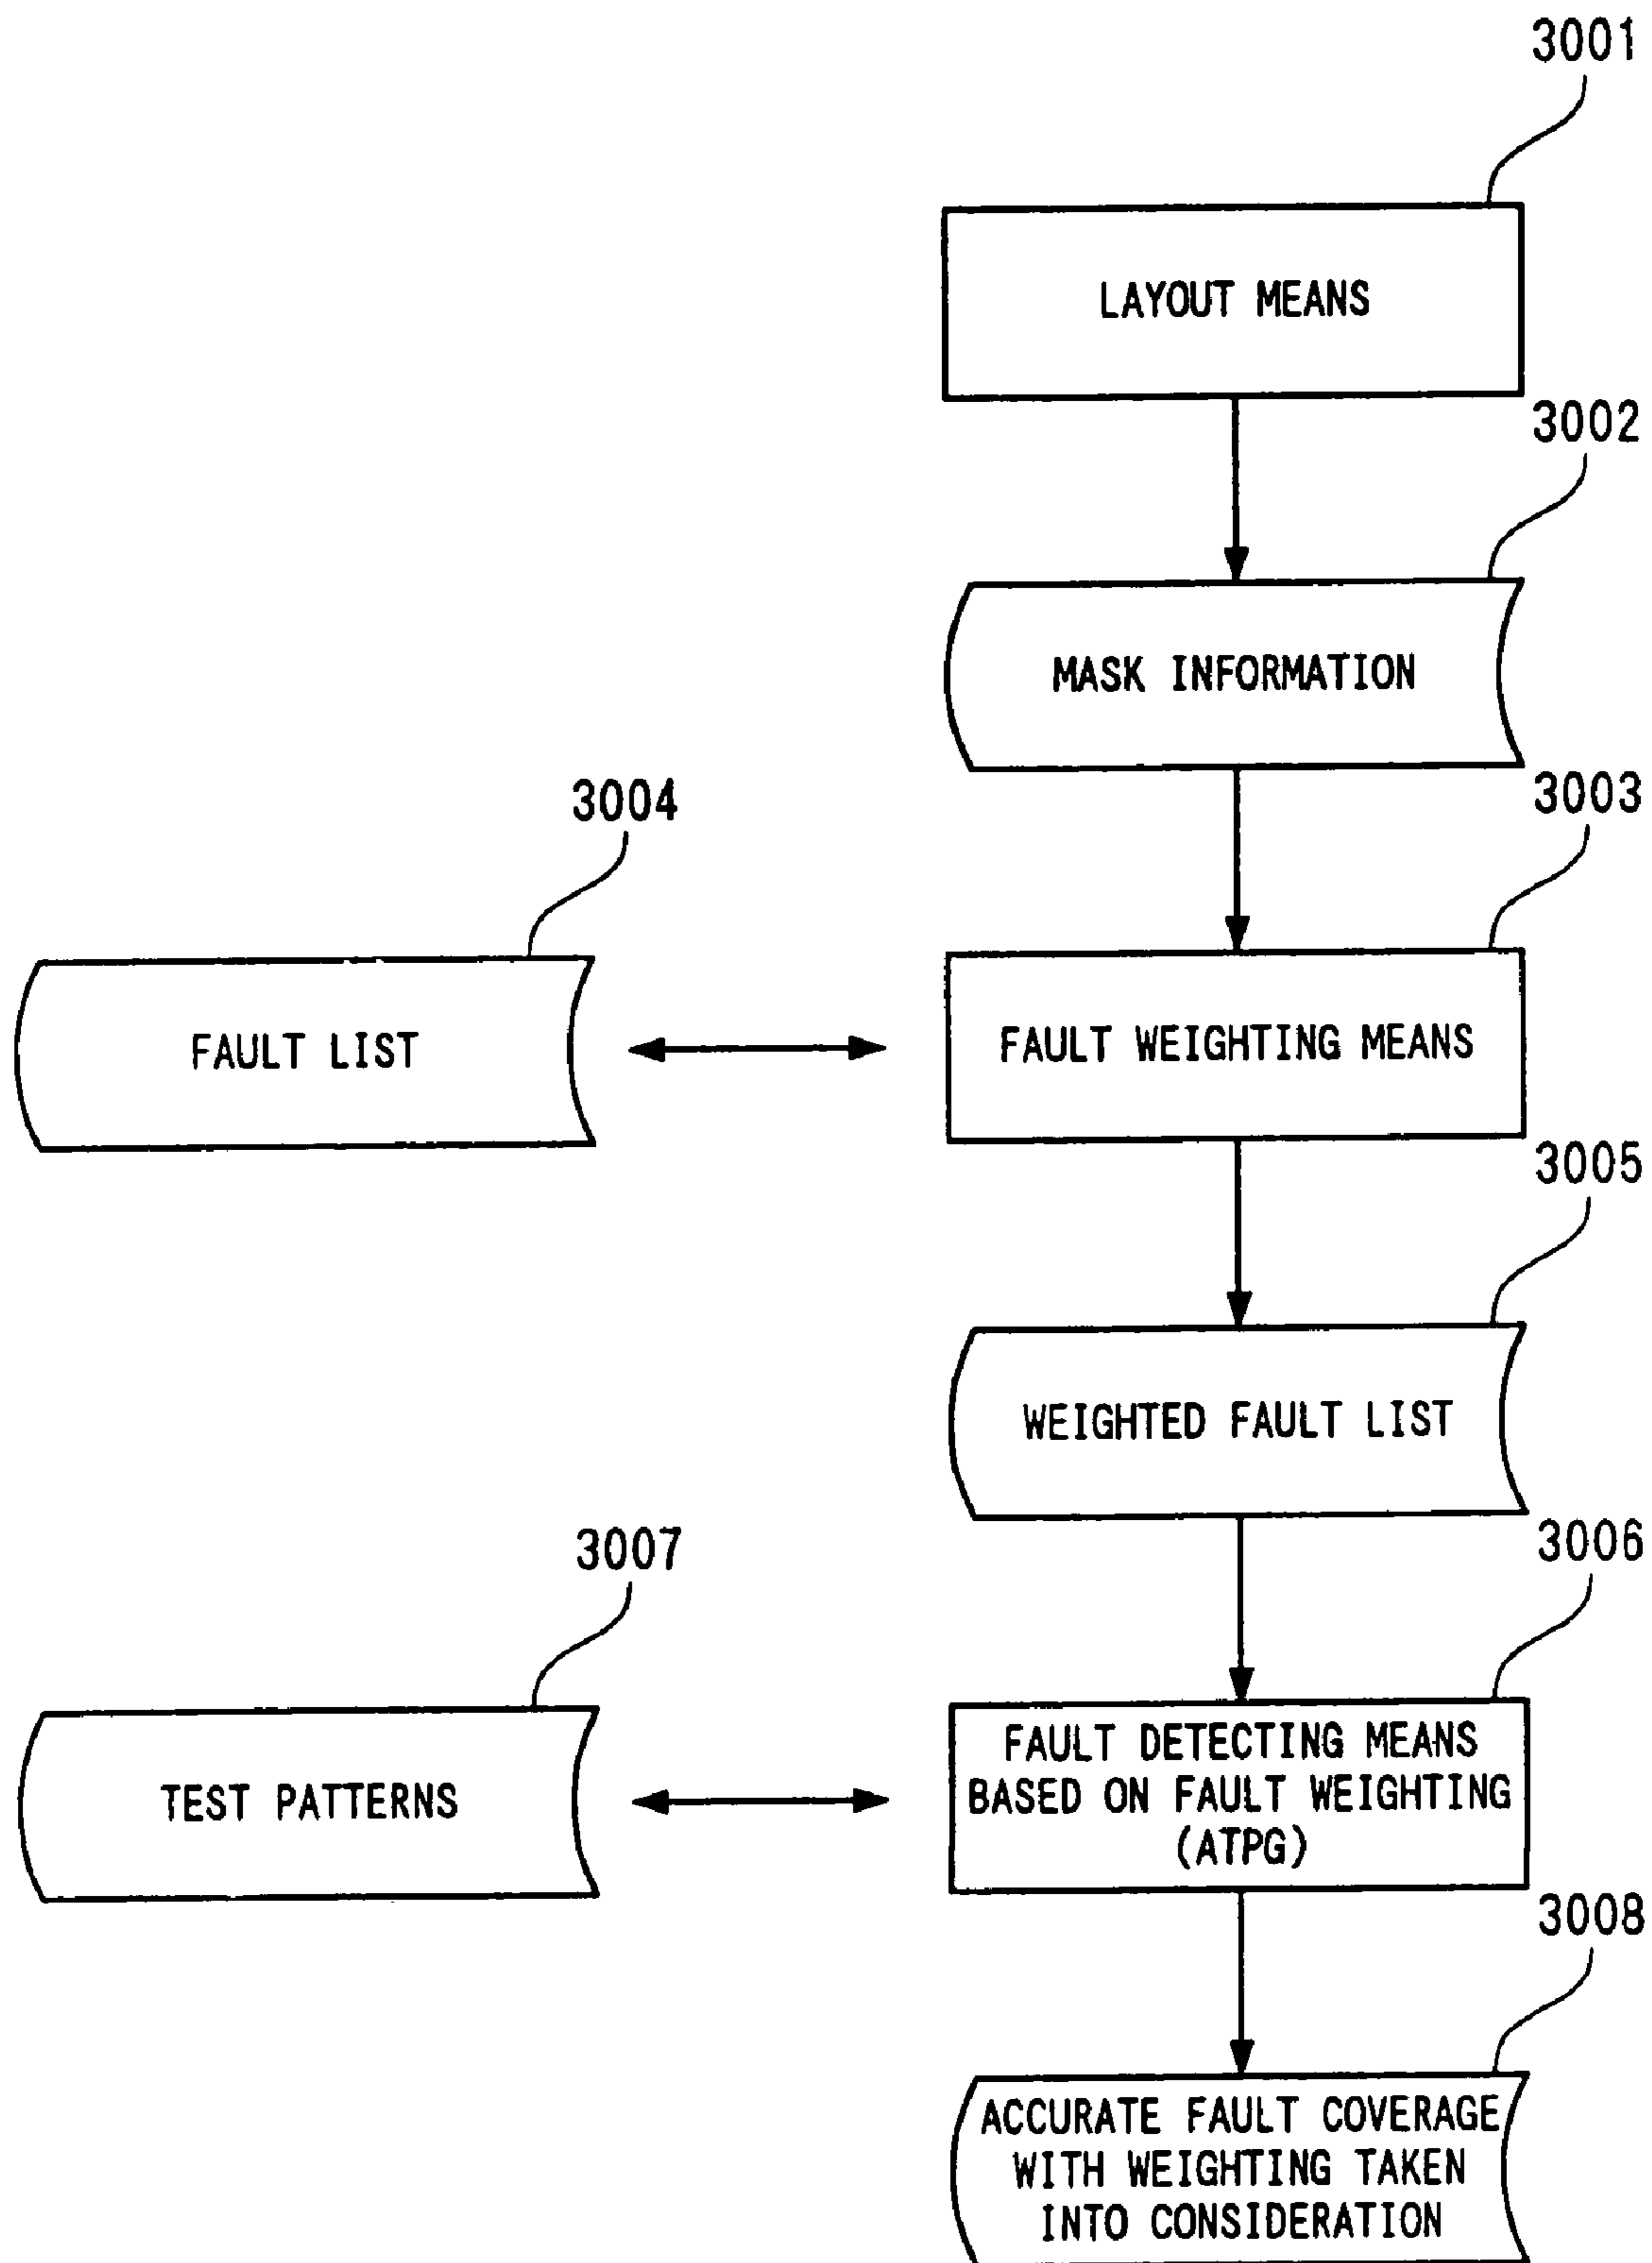 3001
LAYOUT MEANS
3002
MASK INFORMATION
3003
3004
FAULT LIST
FAULT WEIGHTING MEANS
3005
WEIGHTED FAULT LIST
3006
3007
TEST PATTERNS
FAULT DETECTING MEANS
BASED ON FAULT WEIGHTING
(ATPG)
3008
ACCURATE FAULT COVERAGE
WITH WEIGHTING TAKEN
INTO CONSIDERATION